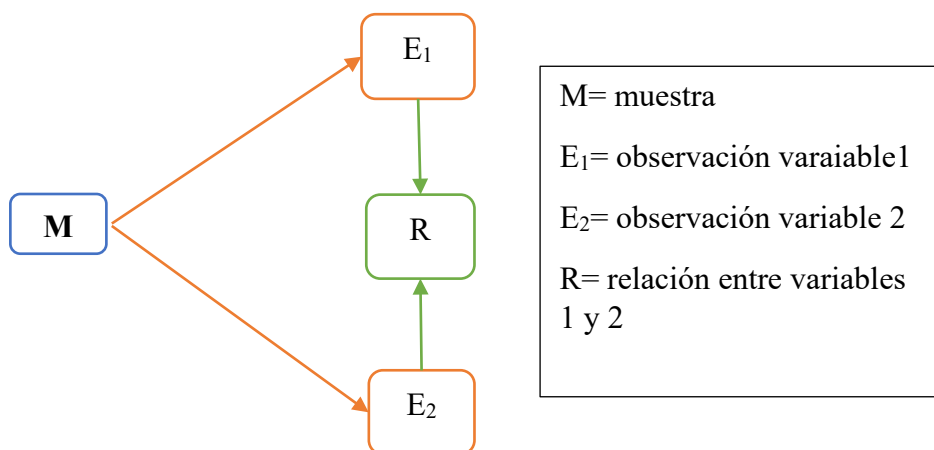 E₁
M
R
E₂
M= muestra
E₁= observación varaiable1
E₂= observación variable 2
R= relación entre variables
1 y 2